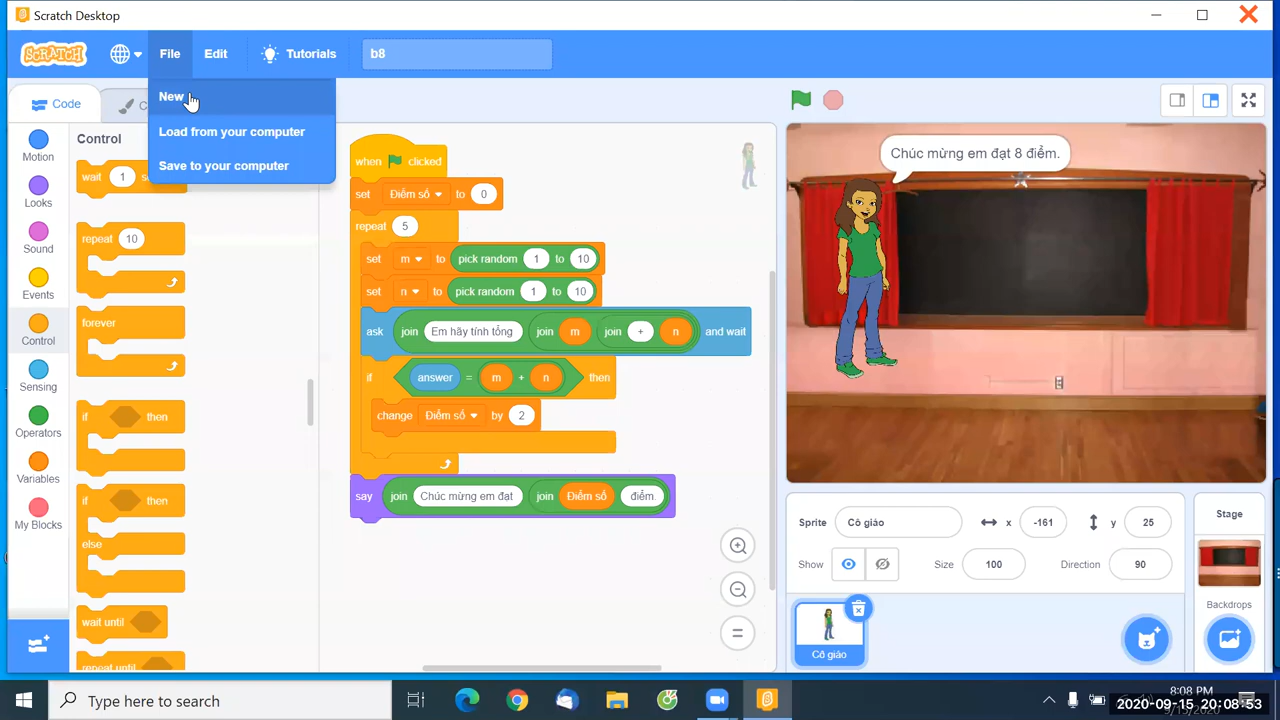 Scratch Desktop
SCRATCH
File
Edit
Tutorials
b8
Code
C
New
Load from your computer
Save to your computer
Motion
Looks
Sound
Events
Control
Sensing
Operators
Variables
My Blocks
Control
wait 1 s
repeat 10
forever
if then
if then
else
wait until
repeat until
when clicked
set Điểm số to 0
repeat 5
set m to pick random 1 to 10
set n to pick random 1 to 10
ask join Em hãy tính tổng join m join + n and wait
if answer = m + n then
change Điểm số by 2
say join Chúc mừng em đạt join Điểm số điểm.
Chúc mừng em đạt 8 điểm.
Sprite Cô giáo x -161 y 25
Show Size 100 Direction 90
Cô giáo
Stage
Backdrops
Type here to search
8:08 PM
2020-09-15 20:08:53